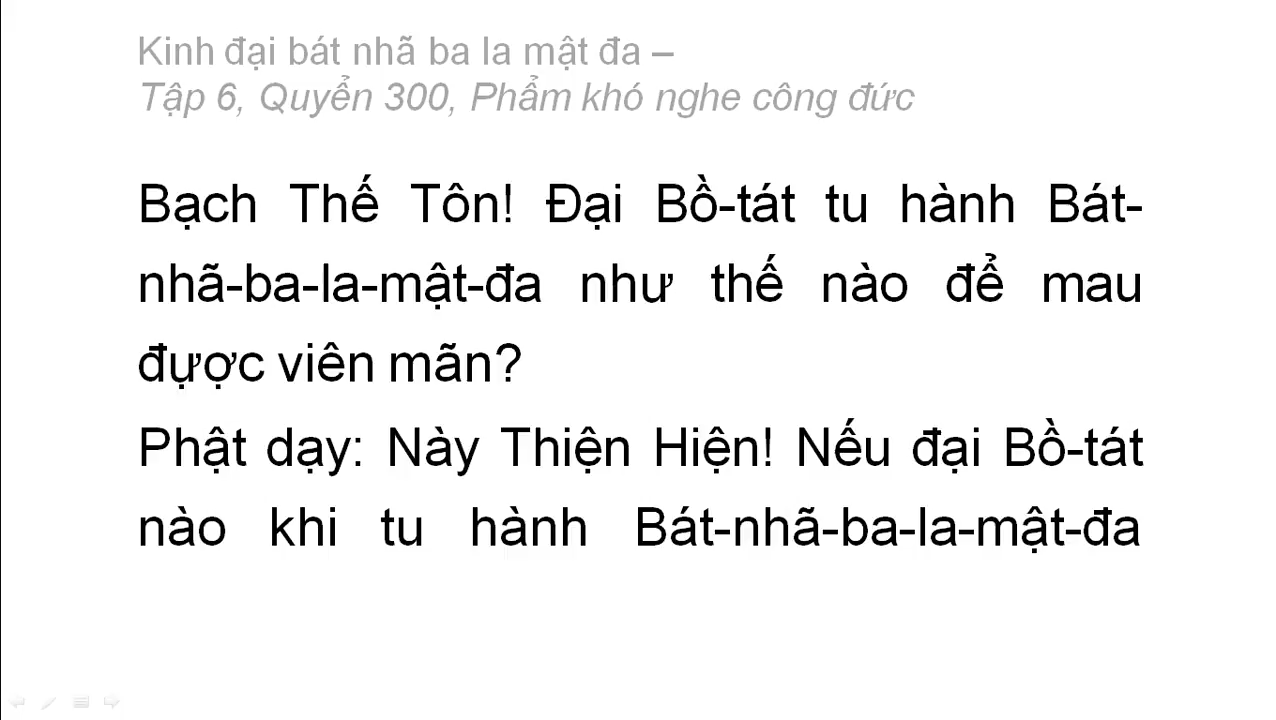 Kinh đại bát nhã ba la mật đa –
Tập 6, Quyển 300, Phẩm khó nghe công đức
Bạch Thế Tôn! Đại Bồ-tát tu hành Bát-
nhã-ba-la-mật-đa như thế nào để mau
đựợc viên mãn?
Phật dạy: Này Thiện Hiện! Nếu đại Bồ-tát
nào khi tu hành Bát-nhã-ba-la-mật-đa